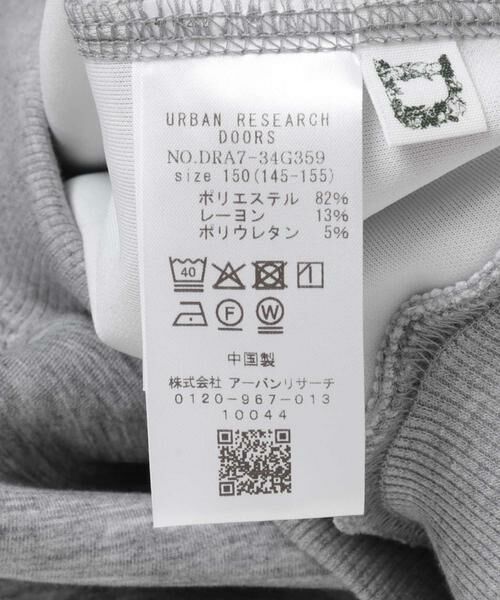 URBAN RESEARCH
DOORS
NO.DRA7-34G359
size 150(145-155)
ポリエステル 82%
レーヨン 13%
ポリウレタン 5%
40
F W
中国製
株式会社 アーバンリサーチ
0120-967-013
10044